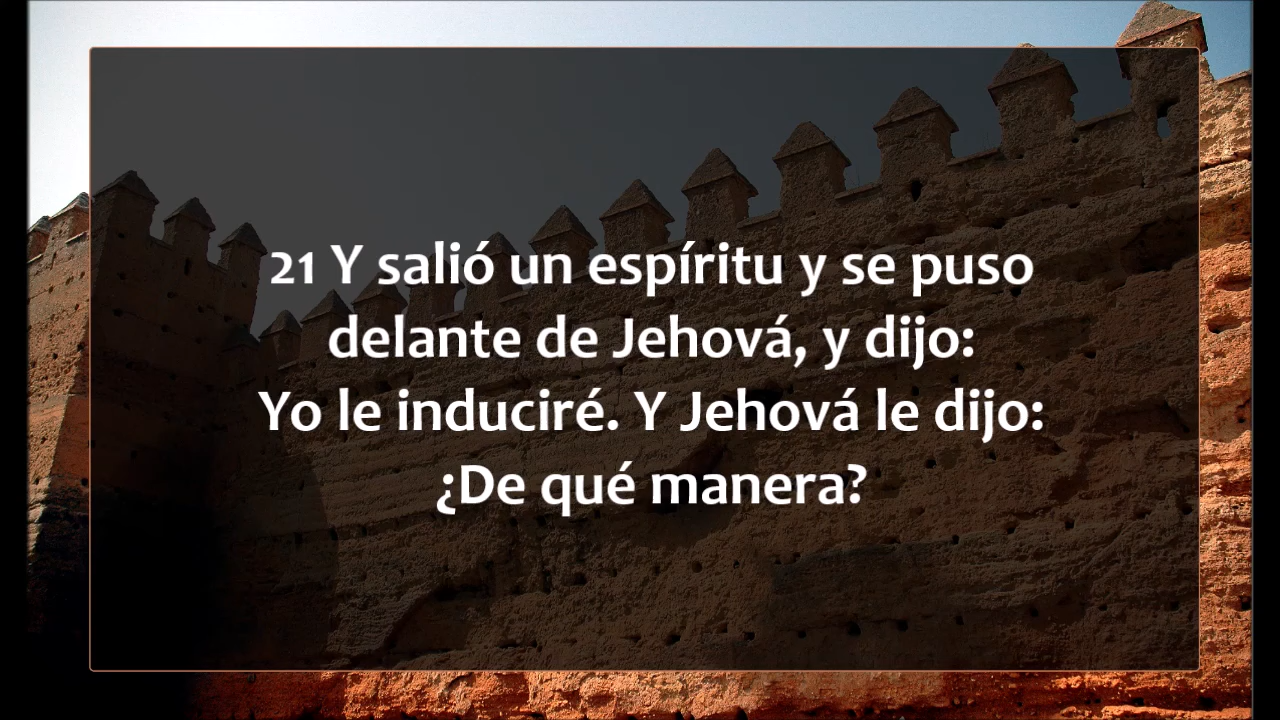 21 Y salió un espíritu y se puso
delante de Jehová, y dijo:
Yo le induciré. Y Jehová le dijo:
¿De qué manera?